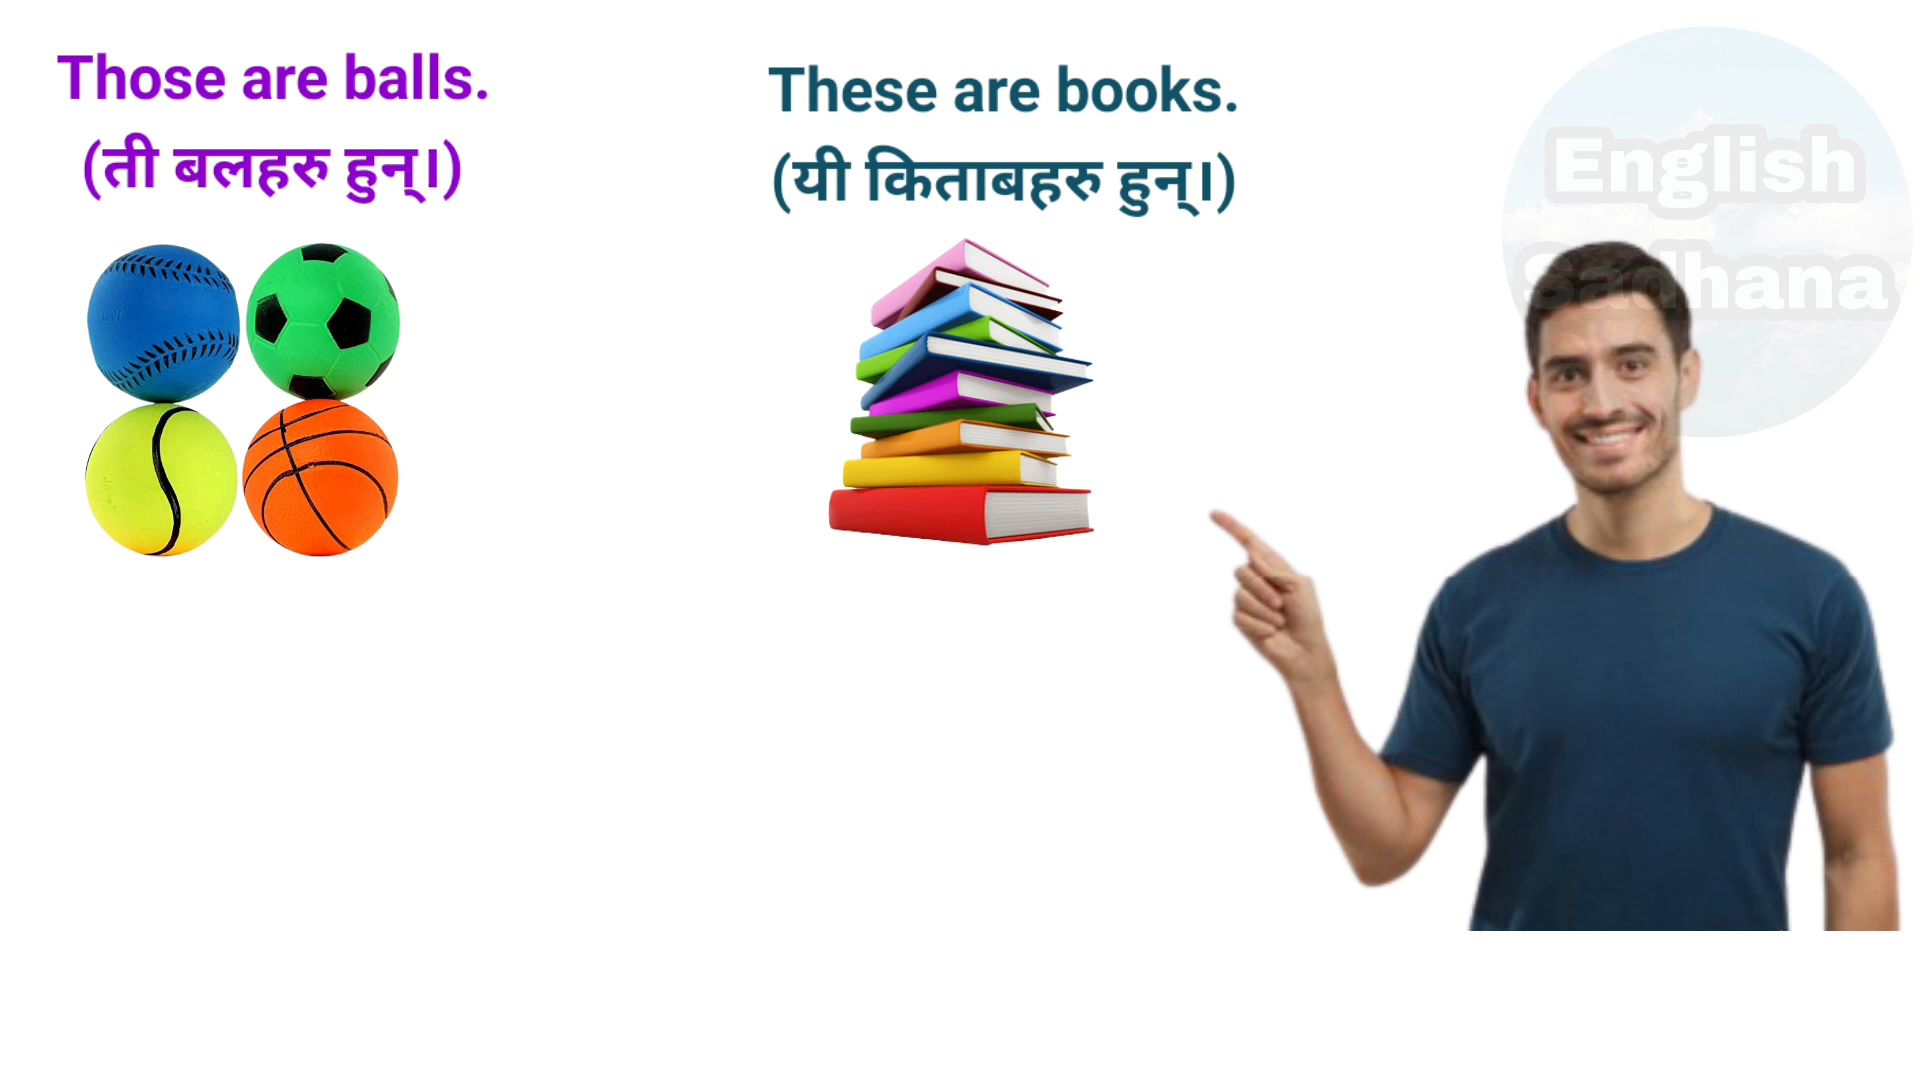 Those are balls.
(ती बलहरु हुन्।)
These are books.
(यी किताबहरु हुन्।)
English
Sadhana